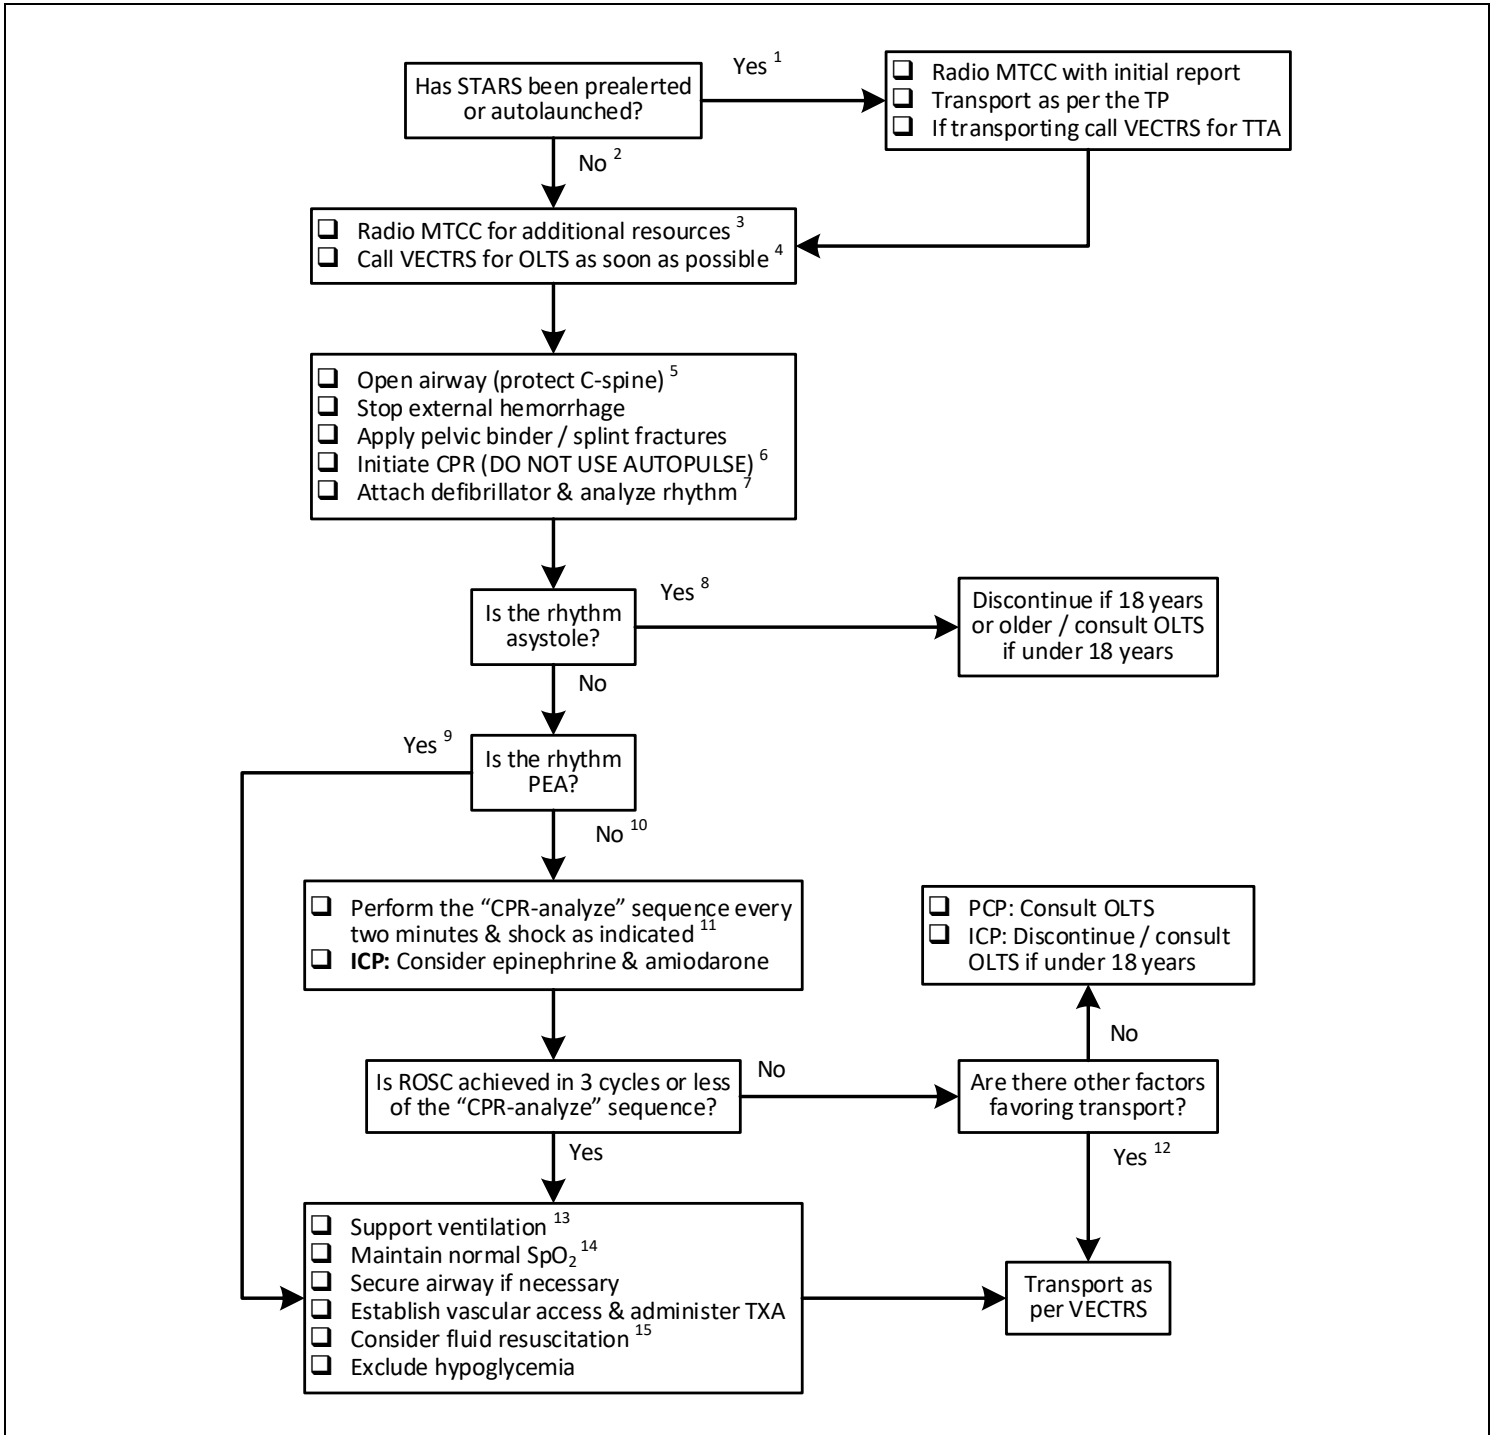 Has STARS been prealerted
or autolaunched?
Yes 1
❑ Radio MTCC with initial report
❑ Transport as per the TP
❑ If transporting call VECTRS for TTA
No 2
❑ Radio MTCC for additional resources 3
❑ Call VECTRS for OLTS as soon as possible 4
❑ Open airway (protect C-spine) 5
❑ Stop external hemorrhage
❑ Apply pelvic binder / splint fractures
❑ Initiate CPR (DO NOT USE AUTOPULSE) 6
❑ Attach defibrillator & analyze rhythm 7
Is the rhythm
asystole?
Yes 8
Discontinue if 18 years
or older / consult OLTS
if under 18 years
No
Is the rhythm
PEA?
Yes 9
No 10
❑ Perform the “CPR-analyze” sequence every
two minutes & shock as indicated 11
❑ ICP: Consider epinephrine & amiodarone
❑ PCP: Consult OLTS
❑ ICP: Discontinue / consult
OLTS if under 18 years
No
Is ROSC achieved in 3 cycles or less
of the “CPR-analyze” sequence?
No
Are there other factors
favoring transport?
Yes
Yes 12
❑ Support ventilation 13
❑ Maintain normal SpO2 14
❑ Secure airway if necessary
❑ Establish vascular access & administer TXA
❑ Consider fluid resuscitation 15
❑ Exclude hypoglycemia
Transport as
per VECTRS